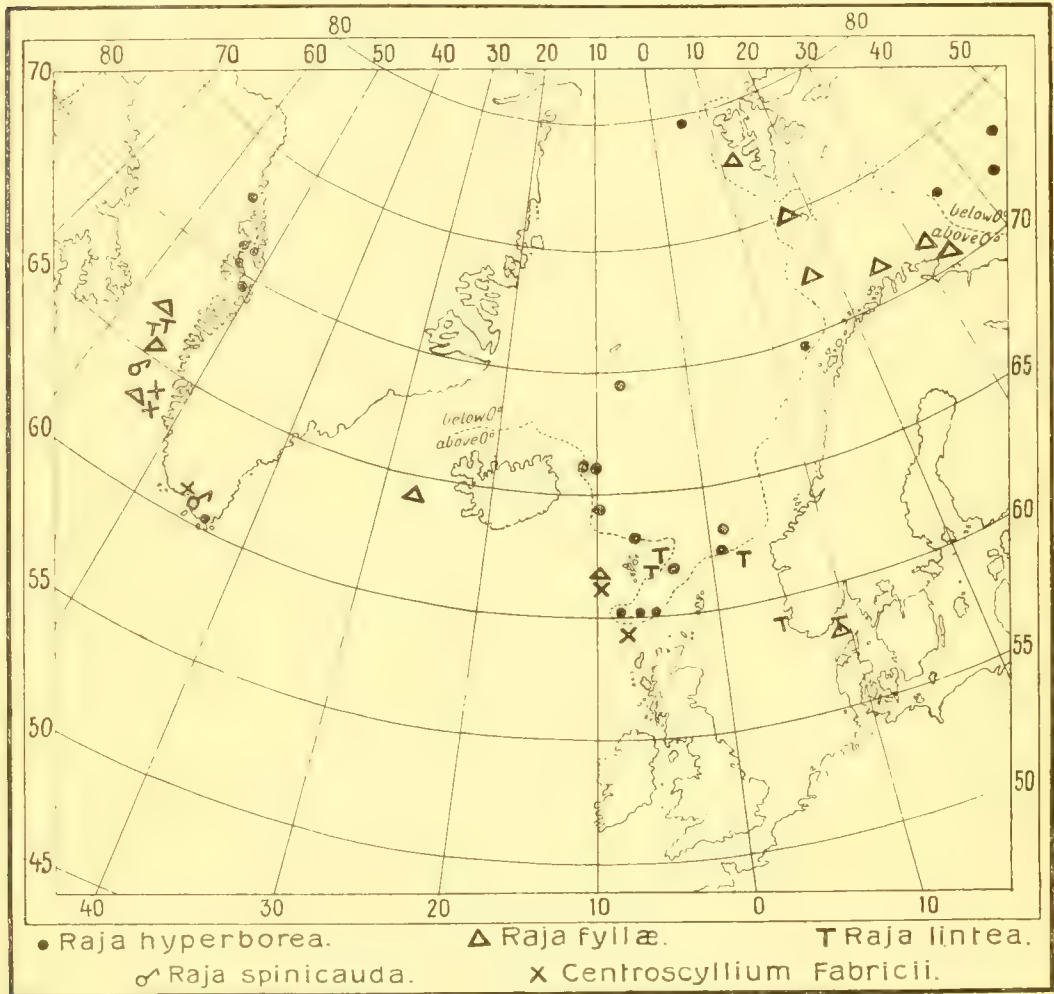 80 80
80 70 60 50 40 30 20 10 0 10 20 30 40 50
70
65
60
55
50
45
70
65
60
55
50
below 0°
above 0°
below 0°
above 0°
40 30 20 10 0 10
Raja hyperborea. Raja fyllæ. Raja lintea.
Raja spinicauda. Centroscyllium Fabricii.